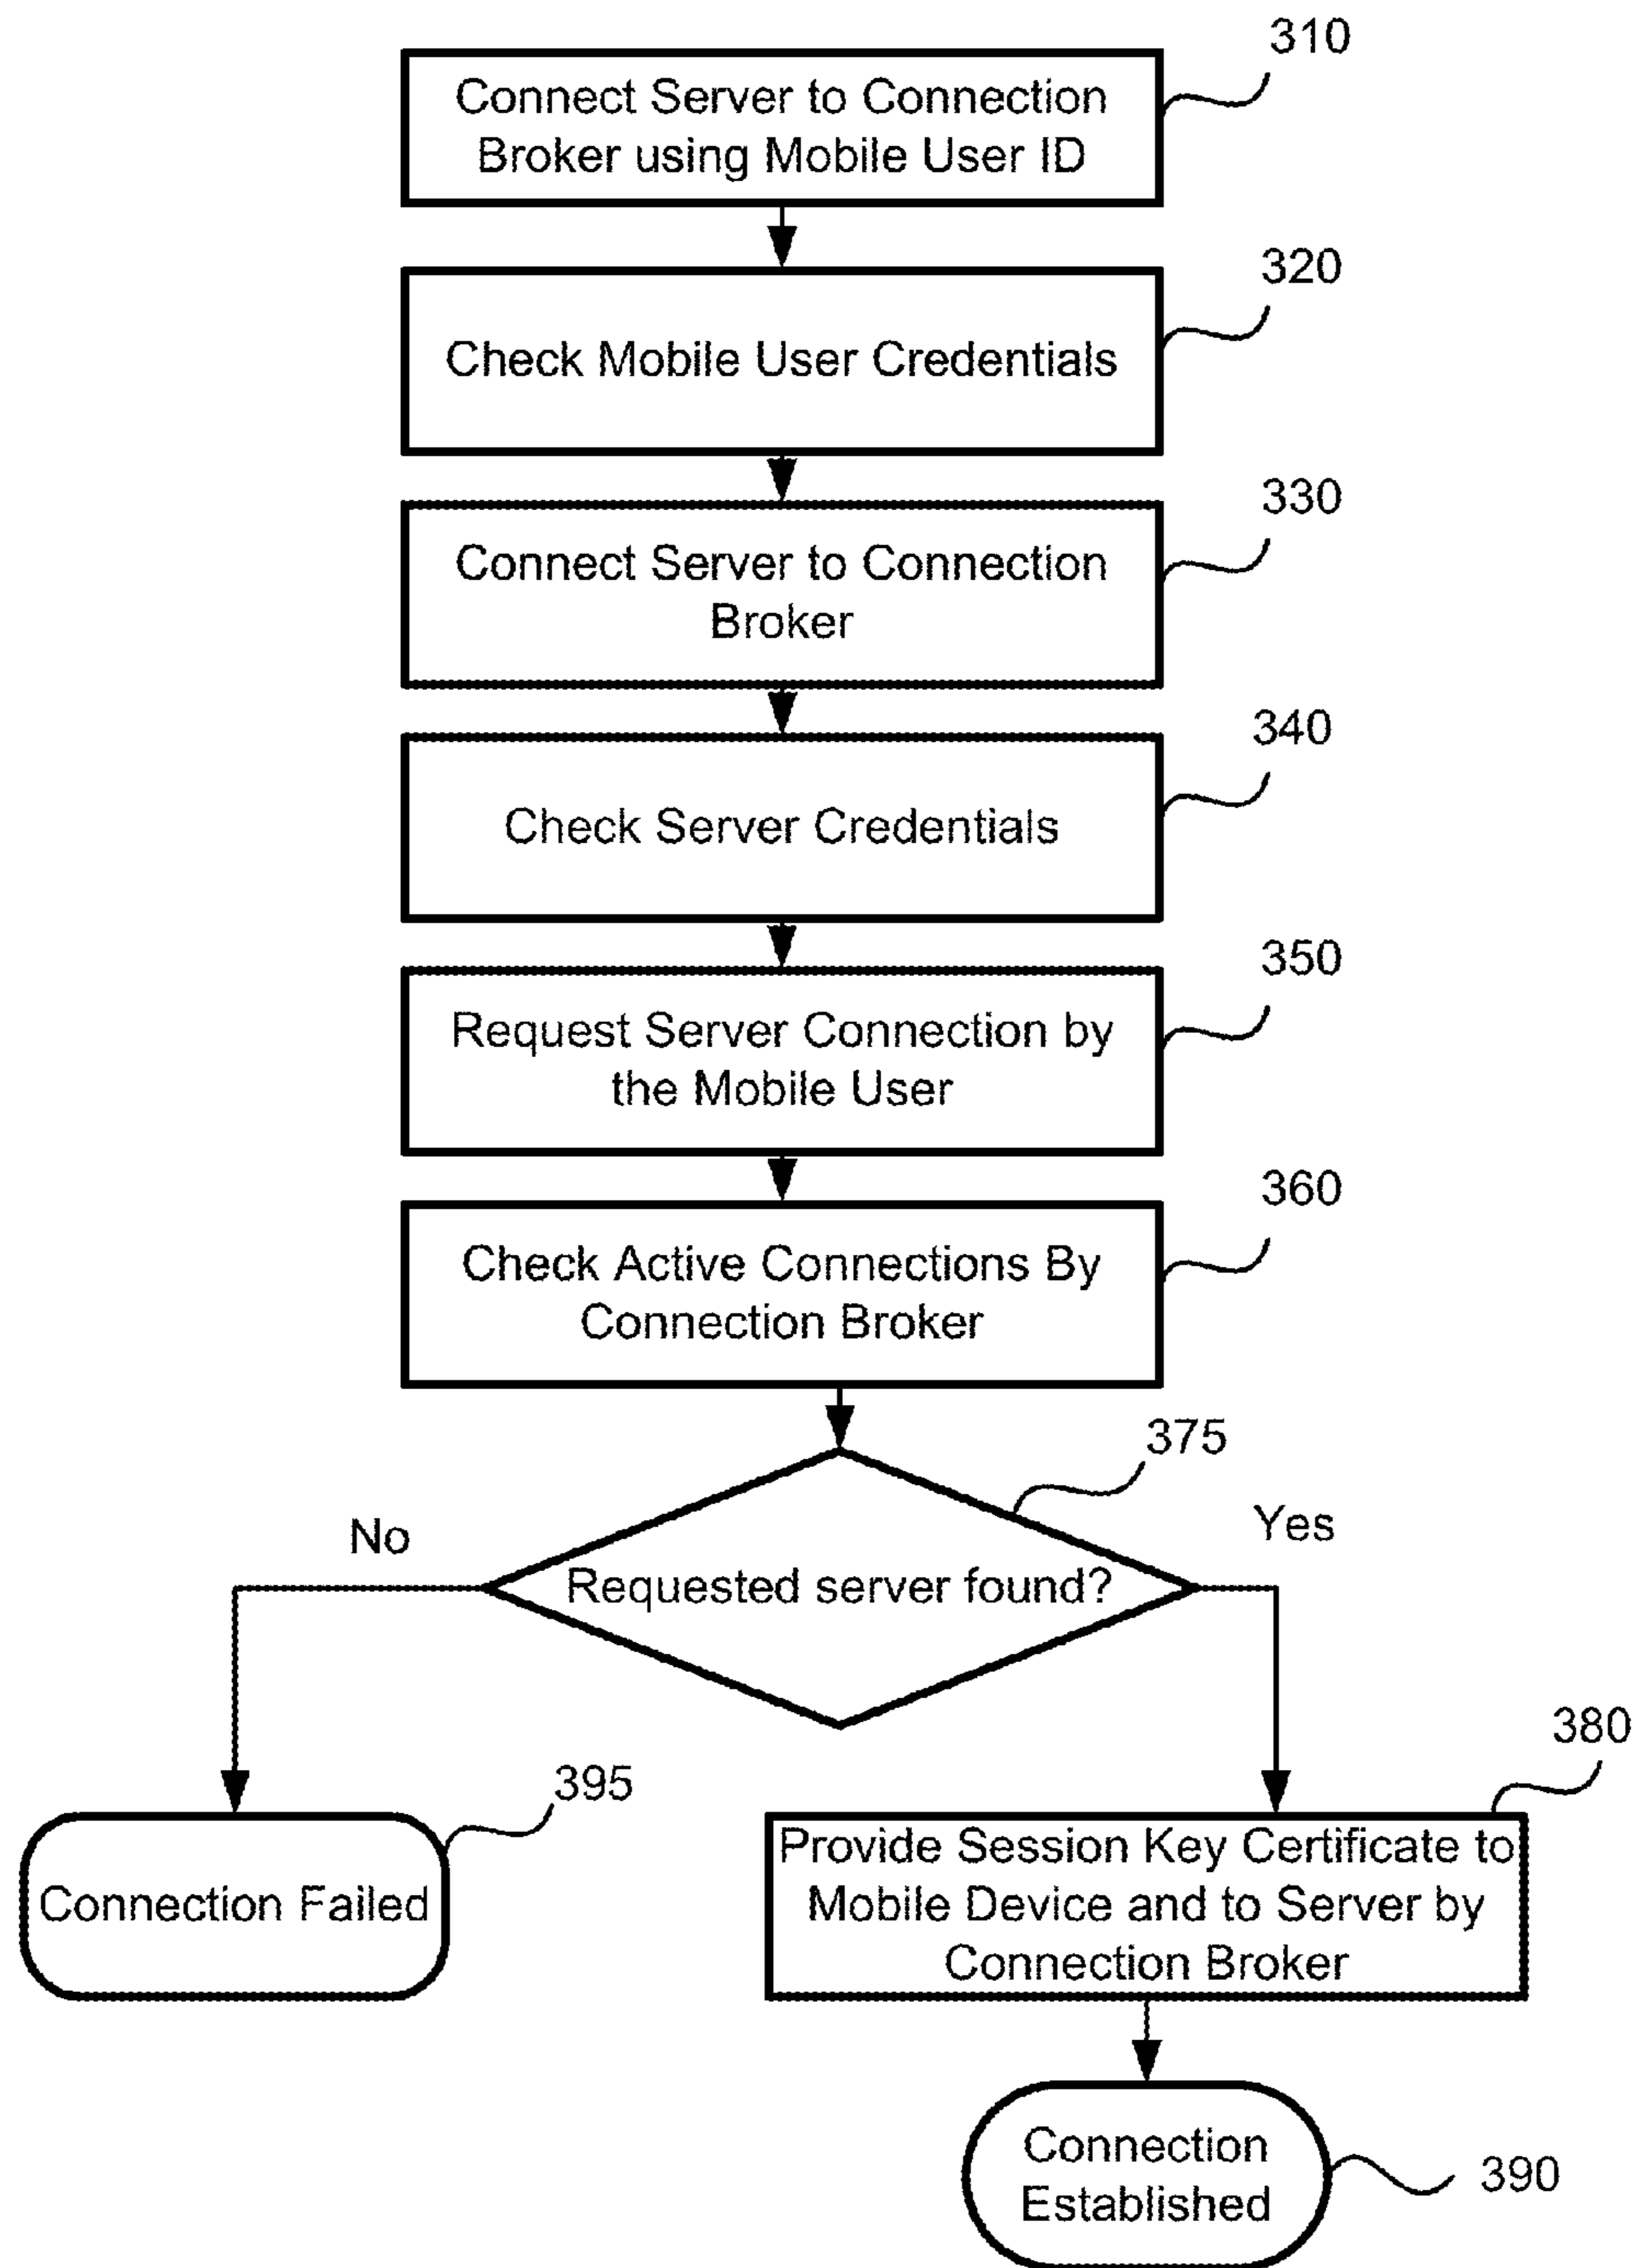 310
Connect Server to Connection
Broker using Mobile User ID
320
Check Mobile User Credentials
330
Connect Server to Connection
Broker
340
Check Server Credentials
350
Request Server Connection by
the Mobile User
360
Check Active Connections By
Connection Broker
375
No
Yes
Requested server found?
380
395
Connection Failed
Provide Session Key Certificate to
Mobile Device and to Server by
Connection Broker
Connection
Established
390